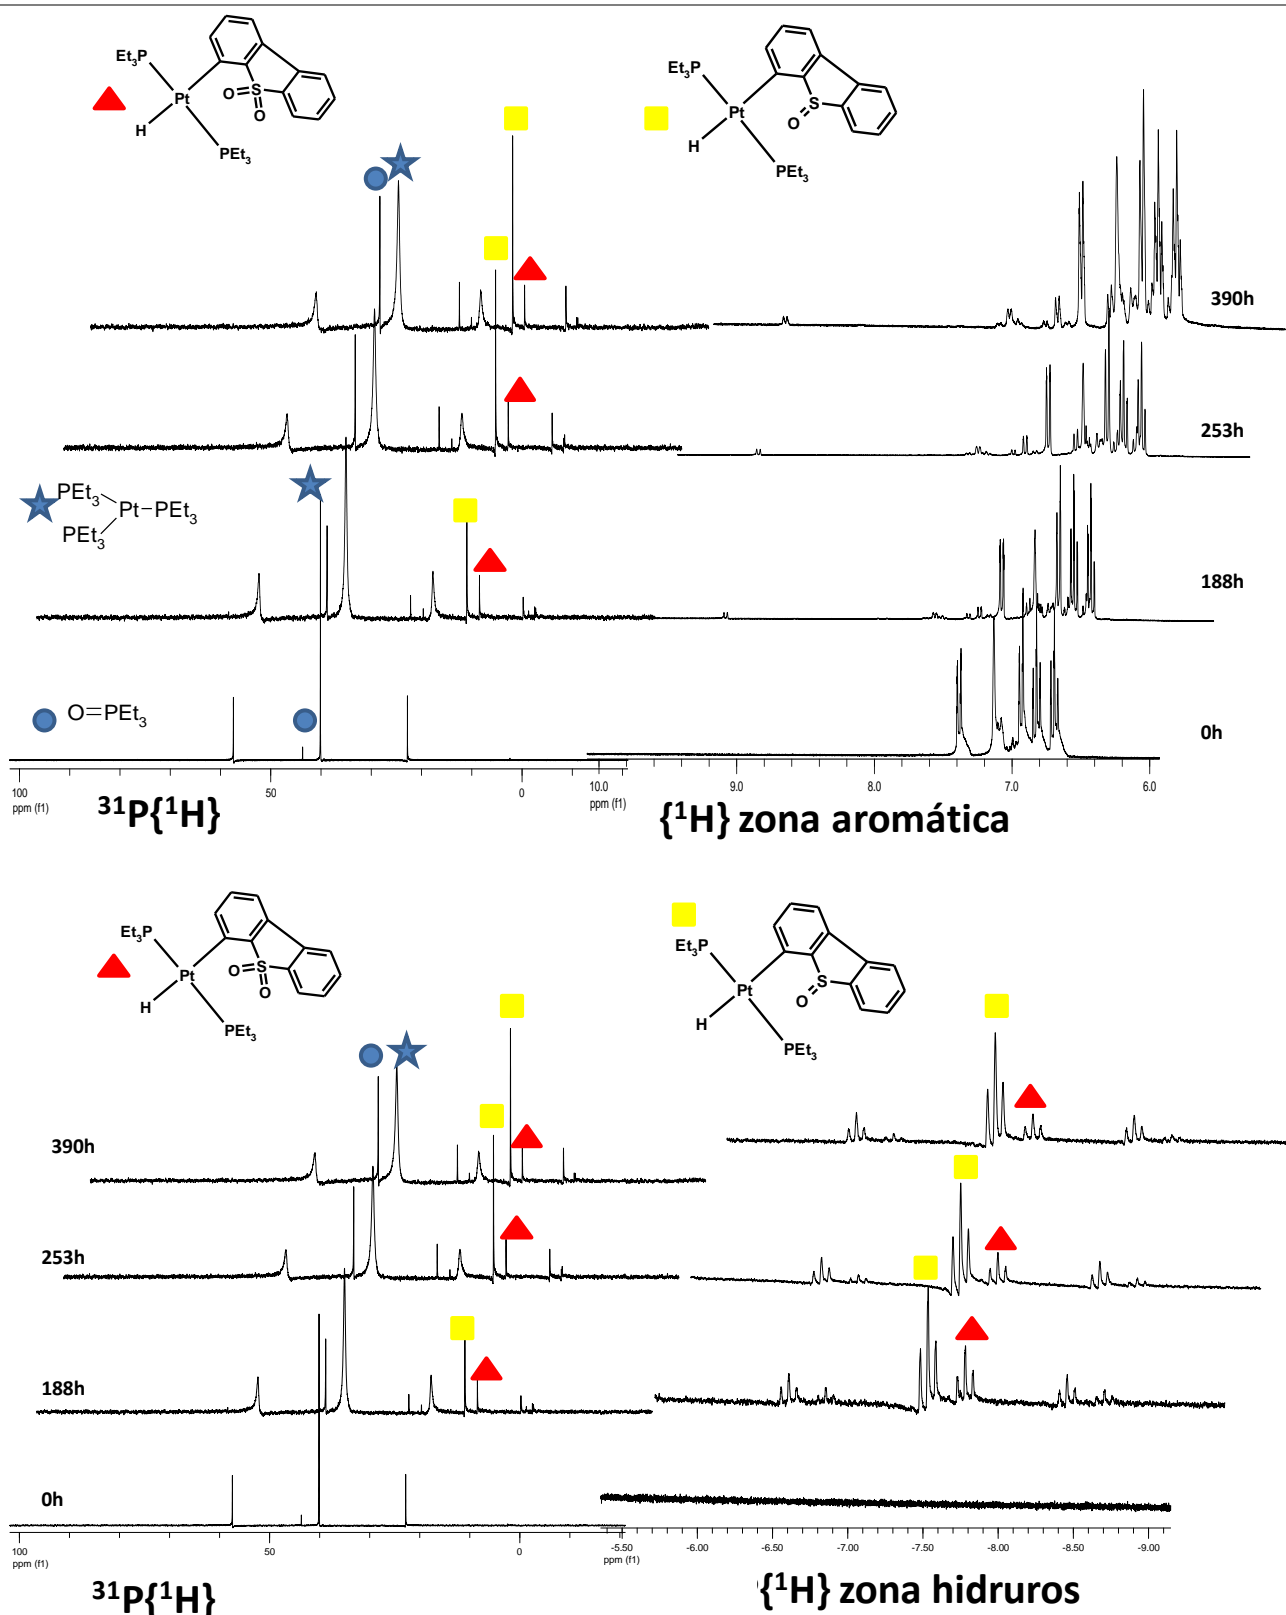 Et₃P
Pt
H
PEt₃
O
S
O
Et₃P
Pt
H
PEt₃
S
O
390h
253h
188h
0h
PEt₃
Pt
PEt₃
PEt₃
O=PEt₃
100
50
0
ppm (f1)
10.0
9.0
8.0
7.0
6.0
ppm (f1)
³¹P{¹H}
{¹H} zona aromática
Et₃P
Pt
H
PEt₃
O
S
O
Et₃P
Pt
H
PEt₃
S
O
390h
253h
188h
0h
100
50
0
ppm (f1)
-5.50
-6.00
-6.50
-7.00
-7.50
-8.00
-8.50
-9.00
ppm (f1)
³¹P{¹H}
{¹H} zona hidruros